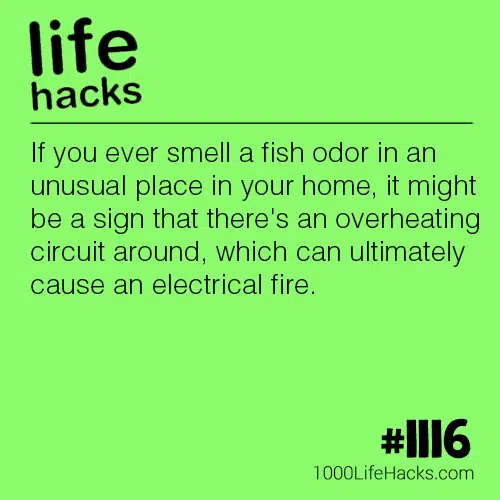 life
hacks
If you ever smell a fish odor in an
unusual place in your home, it might
be a sign that there's an overheating
circuit around, which can ultimately
cause an electrical fire.
#1116
1000LifeHacks.com